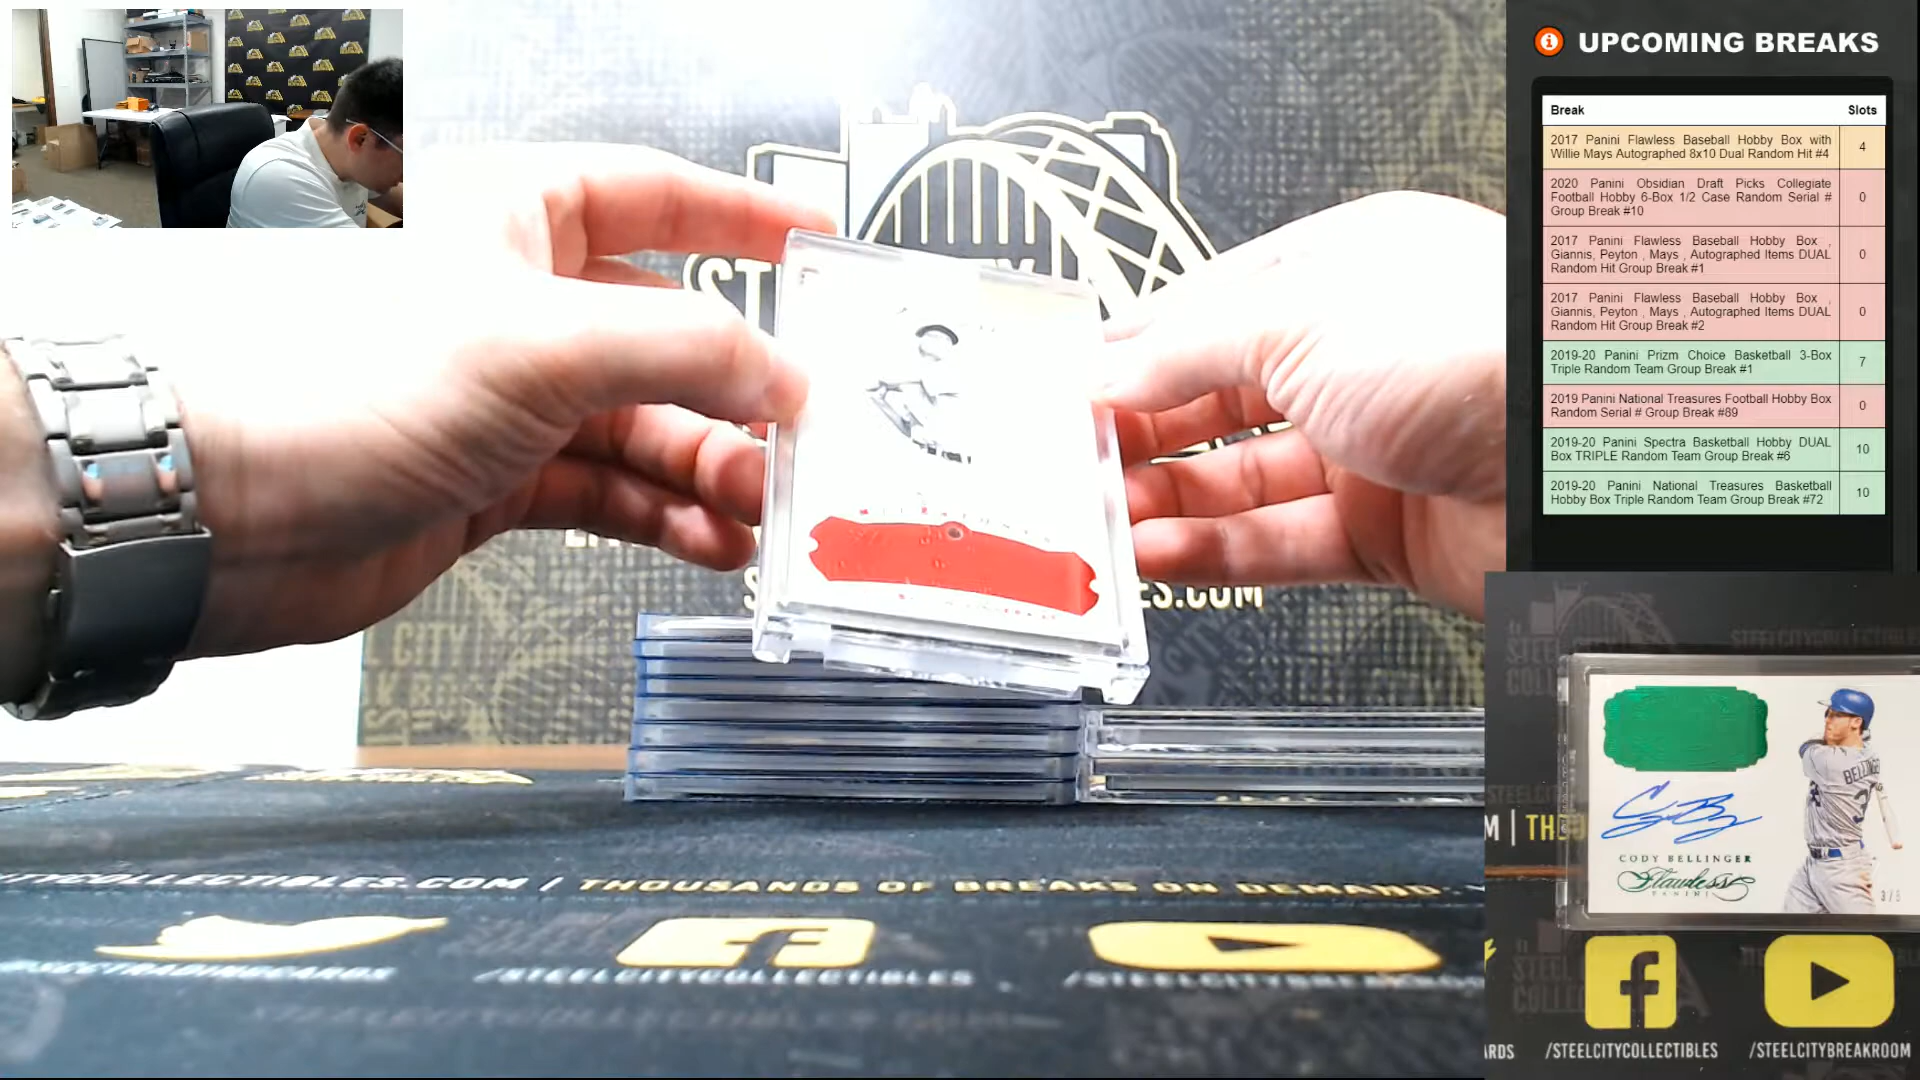 UPCOMING BREAKS
Break Slots
2017 Panini Flawless Baseball Hobby Box with
Willie Mays Autographed 8x10 Dual Random Hit #4
4
2020 Panini Obsidian Draft Picks Collegiate
Football Hobby 6-Box 1/2 Case Random Serial #
Group Break #10
0
2017 Panini Flawless Baseball Hobby Box ,
Giannis, Peyton , Mays , Autographed Items DUAL
Random Hit Group Break #1
0
2017 Panini Flawless Baseball Hobby Box ,
Giannis, Peyton , Mays , Autographed Items DUAL
Random Hit Group Break #2
0
2019-20 Panini Prizm Choice Basketball 3-Box
Triple Random Team Group Break #1
7
2019 Panini National Treasures Football Hobby Box
Random Serial # Group Break #89
0
2019-20 Panini Spectra Basketball Hobby DUAL
Box TRIPLE Random Team Group Break #6
10
2019-20 Panini National Treasures Basketball
Hobby Box Triple Random Team Group Break #72
10
CODY BELLINGER
Flawless
PANINI
/STEELCITYCOLLECTIBLES
/STEELCITYBREAKROOM
TYCOLLECTIBLES.COM / THOUSANDS OF BREAKS ON DEMAND
SCCTRADINGCARDS
/STEELCITYCOLLECTIBLES